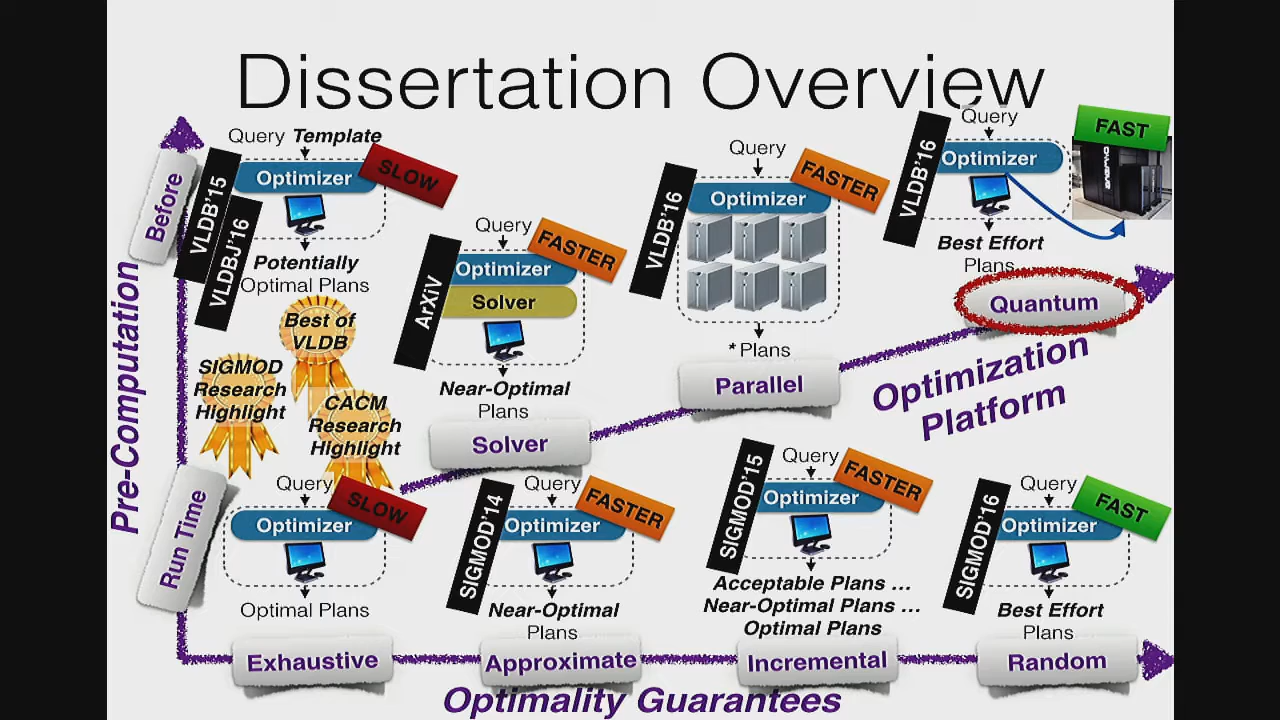 Dissertation Overview
Query Template
Optimizer
SLOW
VLDB'15
VLDBJ'16
Potentially
Optimal Plans
Before
Pre-Computation
Run Time
Best of
VLDB
SIGMOD
Research
Highlight
CACM
Research
Highlight
Query
Optimizer
Solver
FASTER
ArXiV
Near-Optimal
Plans
Solver
Query
Optimizer
FASTER
VLDB'16
* Plans
Parallel
Query
Optimizer
FAST
VLDB'16
Best Effort
Plans
Quantum
Optimization
Platform
Query
Optimizer
SLOW
Optimal Plans
Exhaustive
Query
Optimizer
FASTER
SIGMOD'14
Near-Optimal
Plans
Approximate
Query
Optimizer
FASTER
SIGMOD'15
Acceptable Plans ...
Near-Optimal Plans ...
Optimal Plans
Incremental
Query
Optimizer
FAST
SIGMOD'16
Best Effort
Plans
Random
Optimality Guarantees